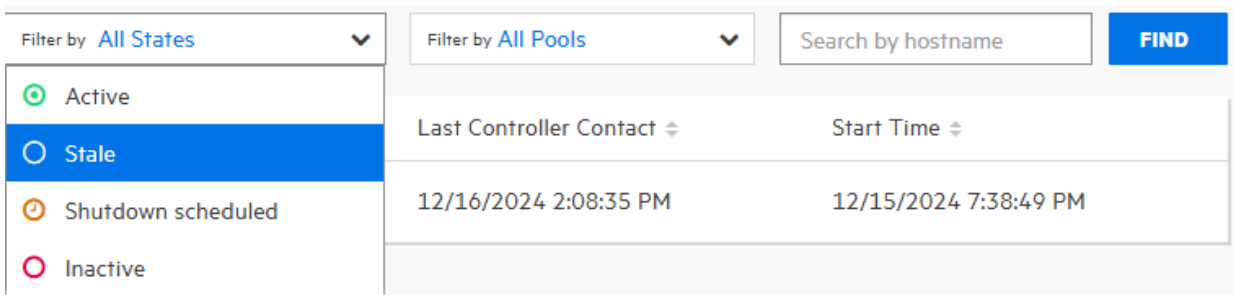 Filter by All States
Filter by All Pools
Search by hostname
FIND
Active
Stale
Shutdown scheduled
Inactive
Last Controller Contact
Start Time
12/16/2024 2:08:35 PM
12/15/2024 7:38:49 PM